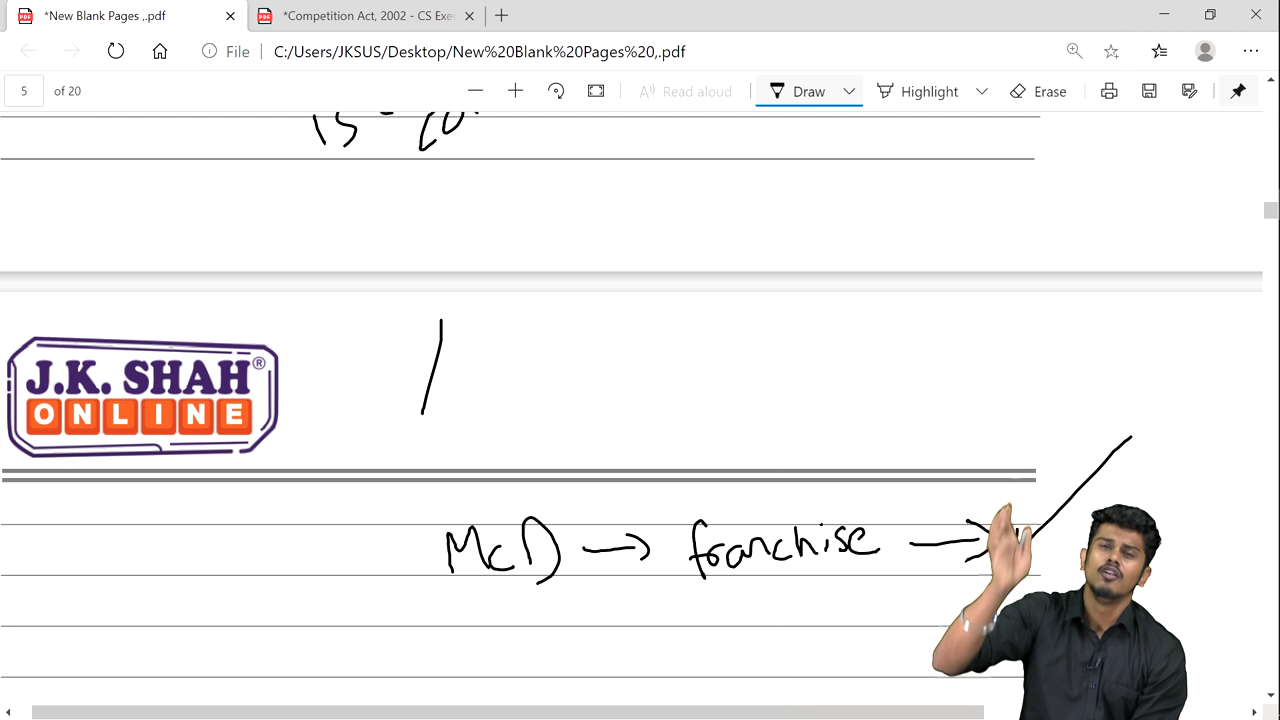 *New Blank Pages ,.pdf
*Competition Act, 2002 - CS Exec
File
C:/Users/JKSUS/Desktop/New%20Blank%20Pages%20,.pdf
5 of 20
Read aloud
Draw
Highlight
Erase
J.K. SHAH®
ONLINE
McD → franchise →